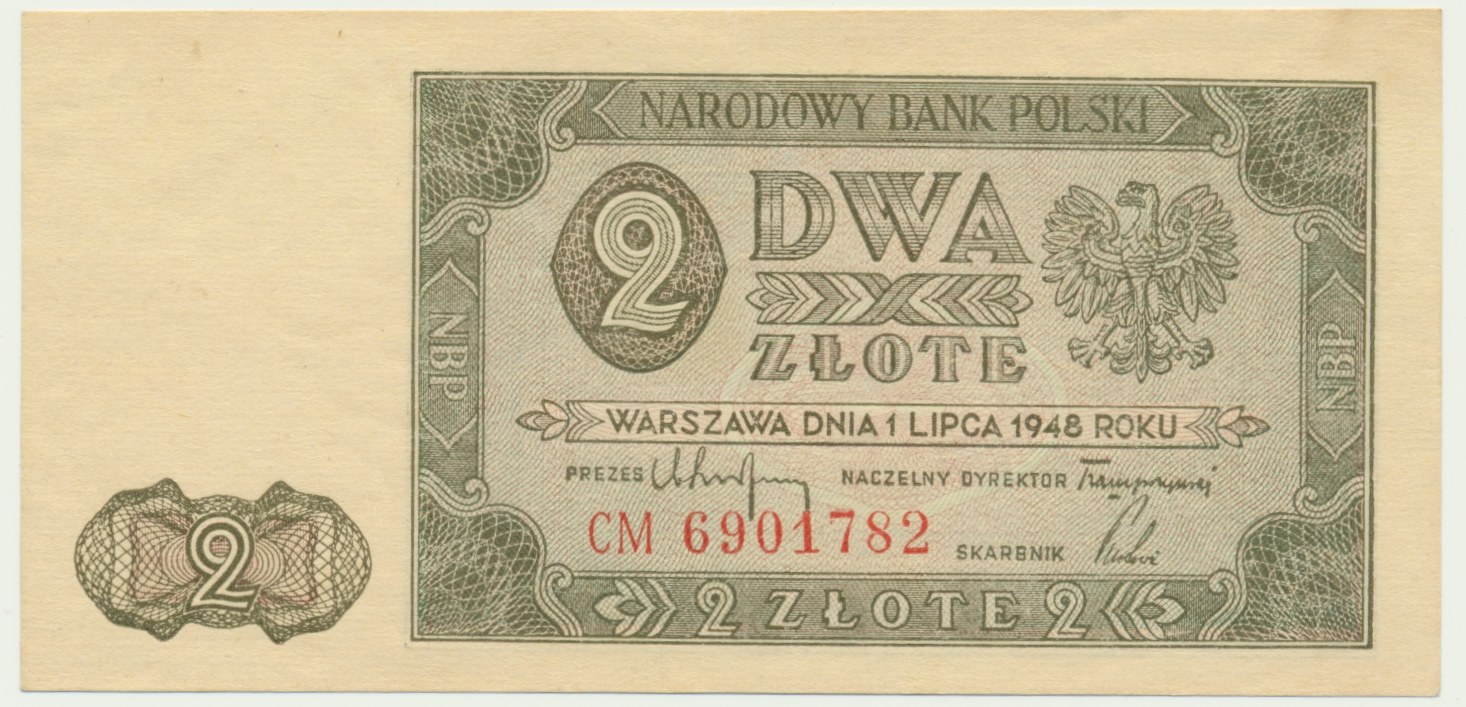 NARODOWY BANK POLSKI
2
DWA
ZŁOTE
NBP
NBP
WARSZAWA DNIA 1 LIPCA 1948 ROKU
PREZES
NACZELNY DYREKTOR
CM 6901782
SKARBNIK
2
2 ZŁOTE 2